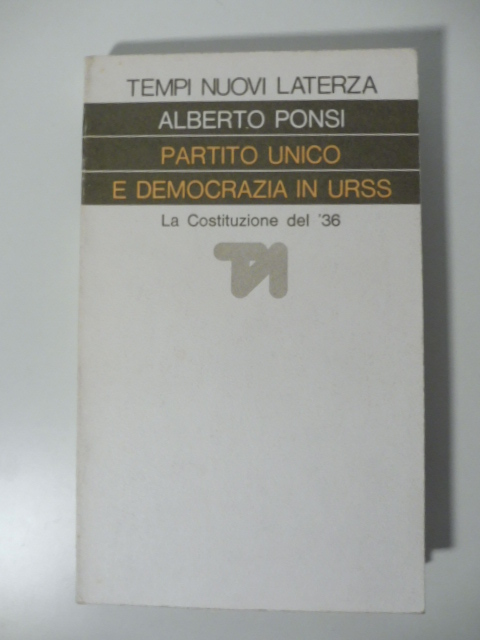 TEMPI NUOVI LATERZA
ALBERTO PONSI
PARTITO UNICO
E DEMOCRAZIA IN URSS
La Costituzione del '36